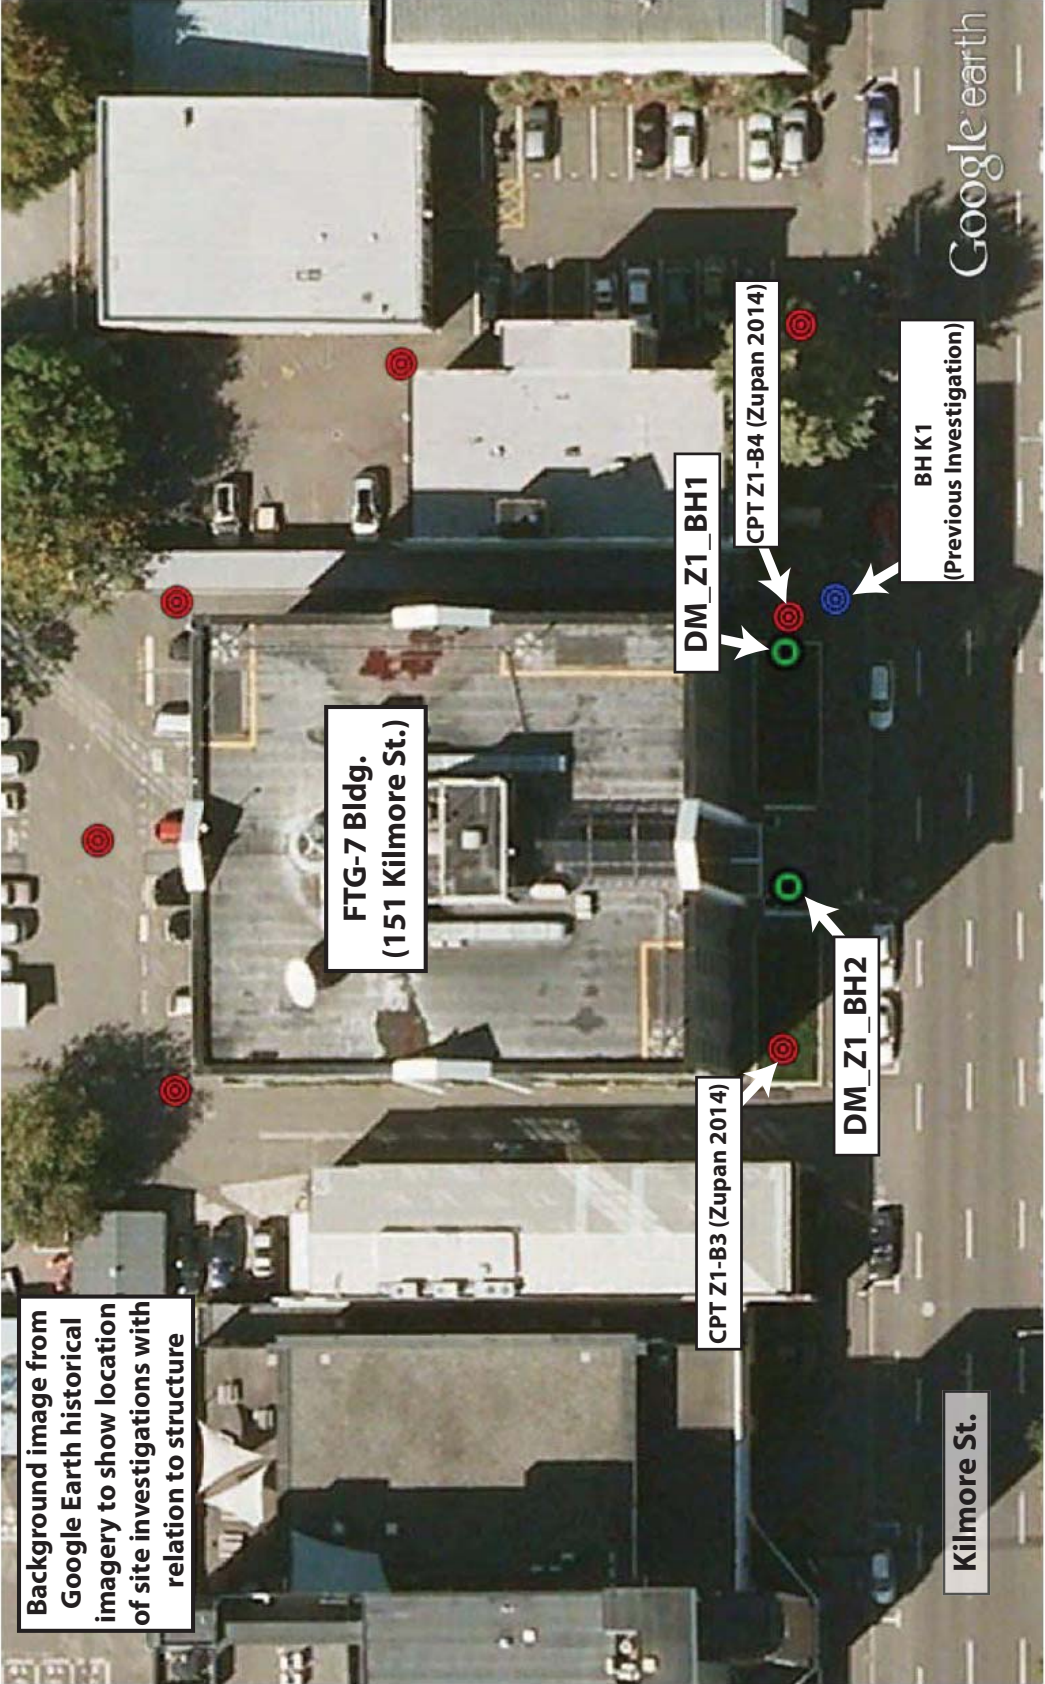 Background image from
Google Earth historical
imagery to show location
of site investigations with
relation to structure
FTG-7 Bldg.
(151 Kilmore St.)
DM_Z1_BH1
CPT Z1-B4 (Zupan 2014)
BH K1
(Previous Investigation)
CPT Z1-B3 (Zupan 2014)
DM_Z1_BH2
Kilmore St.
Google earth